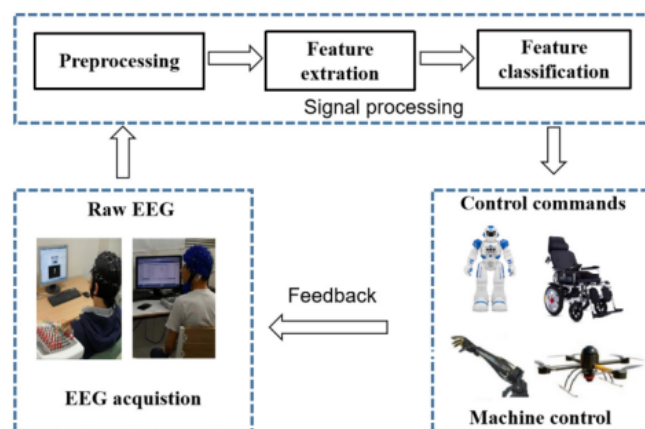 Preprocessing
Feature
extration
Feature
classification
Signal processing
Raw EEG
EEG acquistion
Feedback
Control commands
Machine control